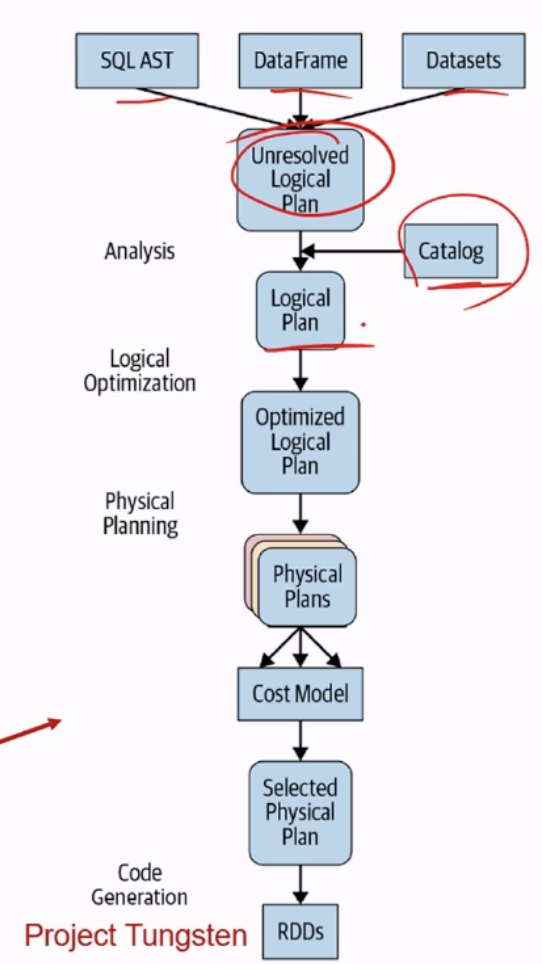 SQL AST
DataFrame
Datasets
Unresolved
Logical
Plan
Analysis
Catalog
Logical
Plan
Logical
Optimization
Optimized
Logical
Plan
Physical
Planning
Physical
Plans
Cost Model
Selected
Physical
Plan
Code
Generation
Project Tungsten
RDDs